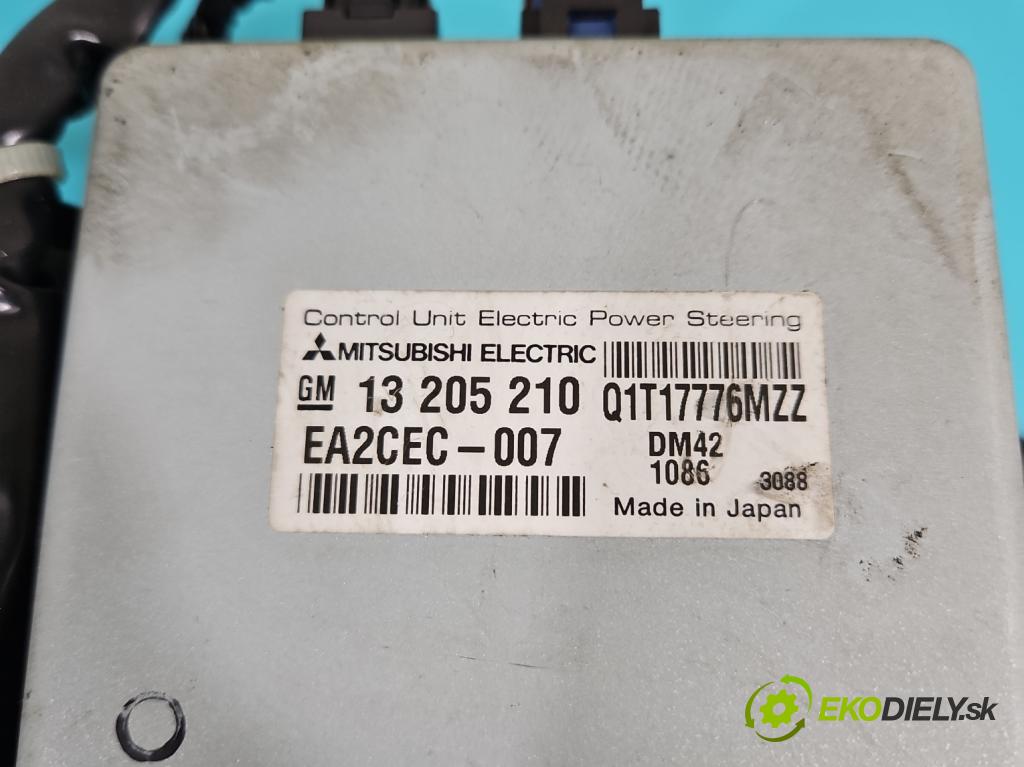 Control Unit Electric Power Steering
MITSUBISHI ELECTRIC
GM 13 205 210 Q1T17776MZZ
EA2CEC-007 DM42
1086 3088
Made in Japan
EKODIELY.sk